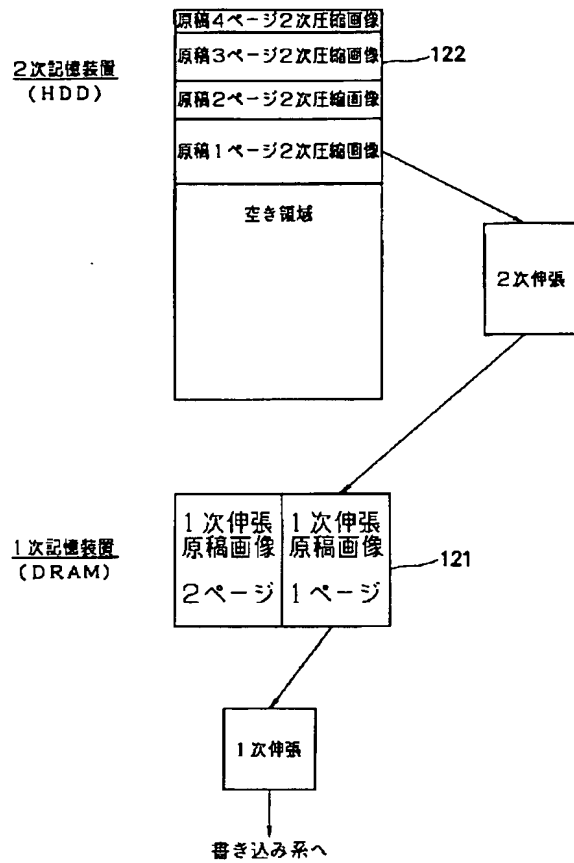 原稿4ページ2次圧縮画像
原稿3ページ2次圧縮画像
122
2次記憶装置
(HDD)
原稿2ページ2次圧縮画像
原稿1ページ2次圧縮画像
空き領域
2次伸張
1次記憶装置
(DRAM)
1次伸張
原稿画像
2ページ
1次伸張
原稿画像
1ページ
121
1次伸張
書き込み系へ